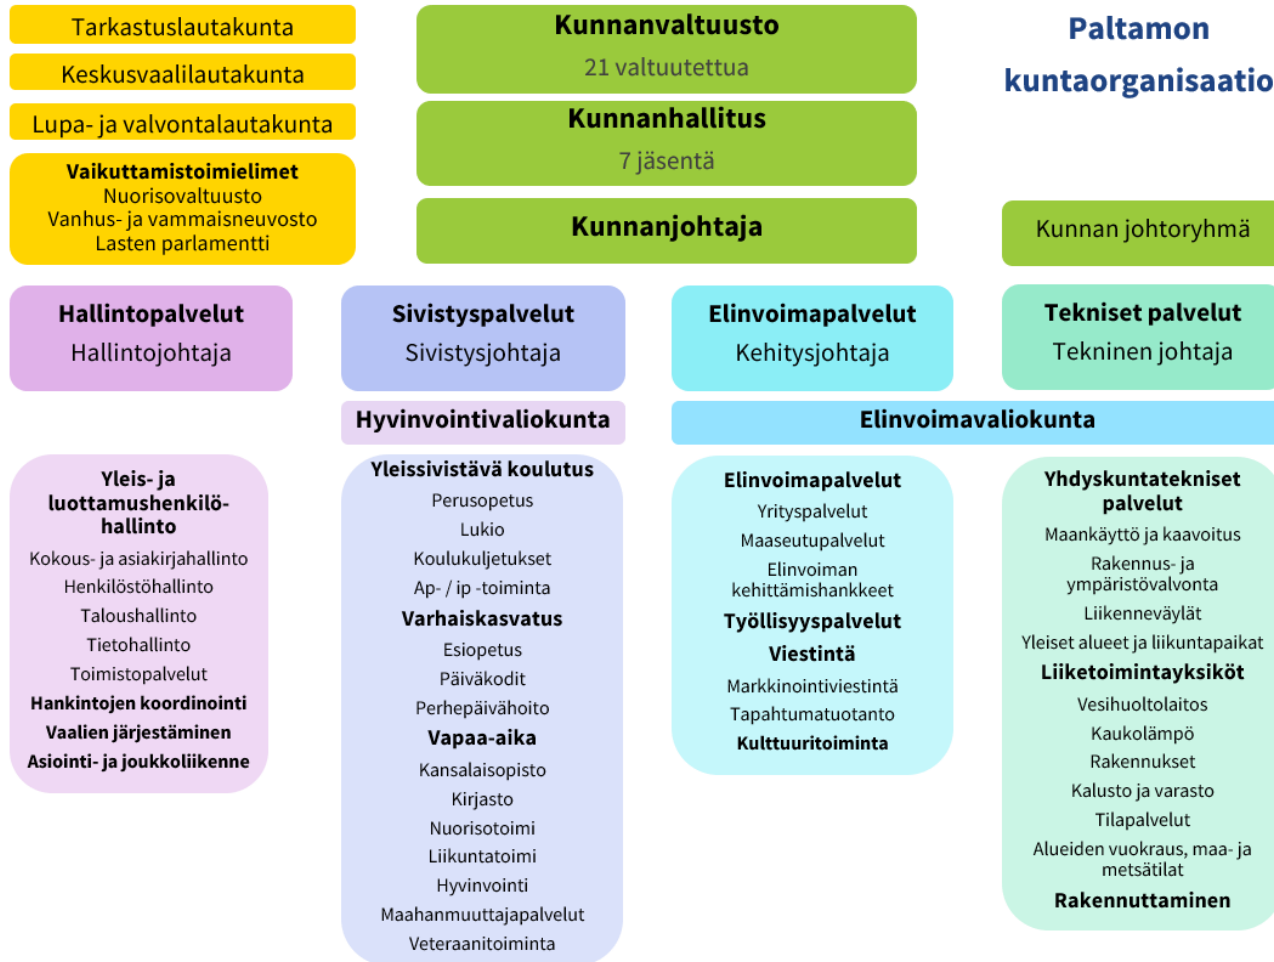 Tarkastuslautakunta
Keskusvaalilautakunta
Lupa- ja valvontalautakunta
Vaikuttamistoimielimet
Nuorisovaltuusto
Vanhus- ja vammaisneuvosto
Lasten parlamentti
Kunnanvaltuusto
21 valtuutettua
Kunnanhallitus
7 jäsentä
Kunnanjohtaja
Paltamon
kuntaorganisaatio
Kunnan johtoryhmä
Hallintopalvelut
Hallintojohtaja
Sivistyspalvelut
Sivistysjohtaja
Elinvoimapalvelut
Kehitysjohtaja
Tekniset palvelut
Tekninen johtaja
Hyvinvointivaliokunta
Elinvoimavaliokunta
Yleis- ja
luottamushenkilö-
hallinto
Kokous- ja asiakirjahallinto
Henkilöstöhallinto
Taloushallinto
Tietohallinto
Toimistopalvelut
Hankintojen koordinointi
Vaalien järjestäminen
Asiointi- ja joukkoliikenne
Yleissivistävä koulutus
Perusopetus
Lukio
Koulukuljetukset
Ap- / ip -toiminta
Varhaiskasvatus
Esiopetus
Päiväkodit
Perhepäivähoito
Vapaa-aika
Kansalaisopisto
Kirjasto
Nuorisotoimi
Liikuntatoimi
Hyvinvointi
Maahanmuuttajapalvelut
Veteraanitoiminta
Elinvoimapalvelut
Yrityspalvelut
Maaseutupalvelut
Elinvoiman
kehittämishankkeet
Työllisyyspalvelut
Viestintä
Markkinointiviestintä
Tapahtumatuotanto
Kulttuuritoiminta
Yhdyskuntatekniset
palvelut
Maankäyttö ja kaavoitus
Rakennus- ja
ympäristövalvonta
Liikenneväylät
Yleiset alueet ja liikuntapaikat
Liiketoimintayksiköt
Vesihuoltolaitos
Kaukolämpö
Rakennukset
Kalusto ja varasto
Tilapalvelut
Alueiden vuokraus, maa- ja
metsätilat
Rakennuttaminen